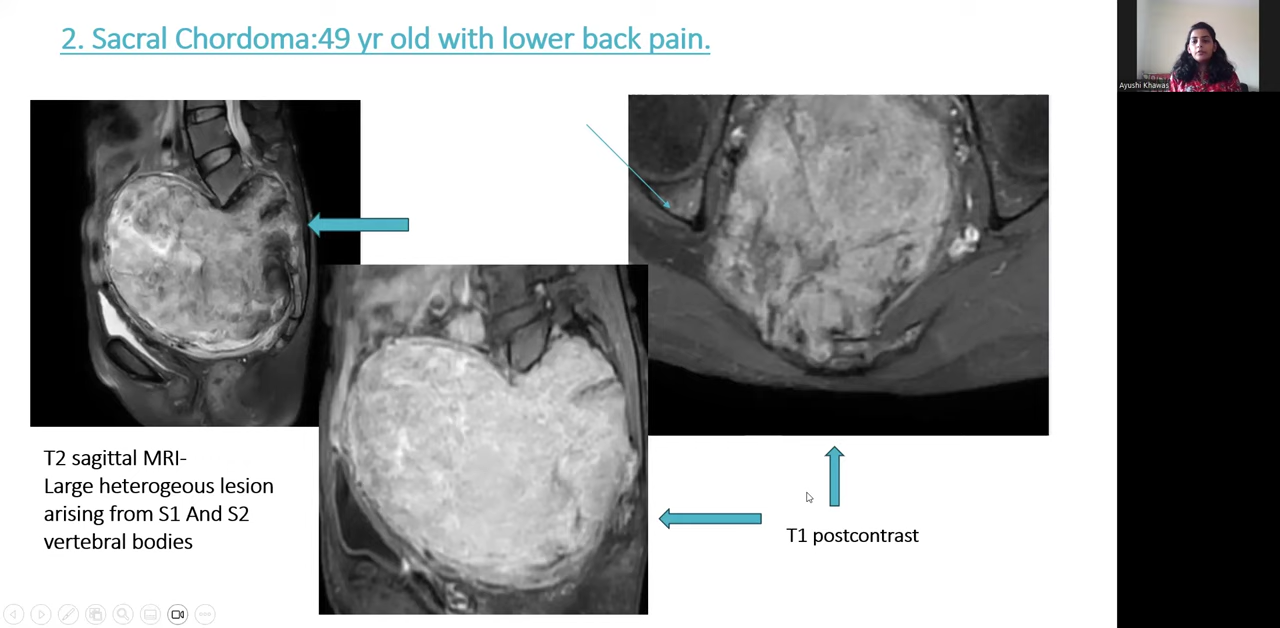 2. Sacral Chordoma:49 yr old with lower back pain.
Ayushi Khawas
T2 sagittal MRI-
Large heterogeous lesion
arising from S1 And S2
vertebral bodies
T1 postcontrast